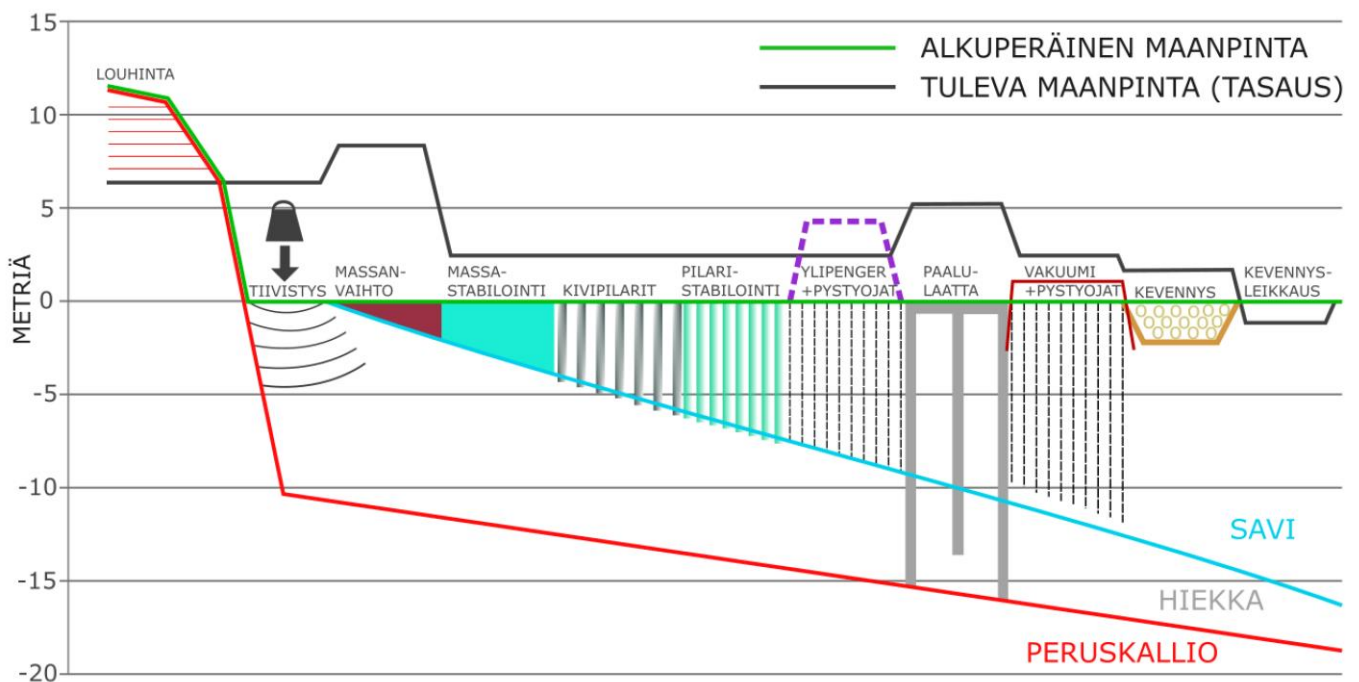 15
10
5
0
-5
-10
-15
-20
METRIÄ
ALKUPERÄINEN MAANPINTA
TULEVA MAANPINTA (TASAUS)
LOUHINTA
TIIVISTYS
MASSAN-
VAIHTO
MASSA-
STABILOINTI
KIVIPILARIT
PILARI-
STABILOINTI
YLIPENGER
+PYSTYOJAT
PAALU-
LAATTA
VAKUUMI
+PYSTYOJAT
KEVENNYS
KEVENNYS-
LEIKKAUS
SAVI
HIEKKA
PERUSKALLIO